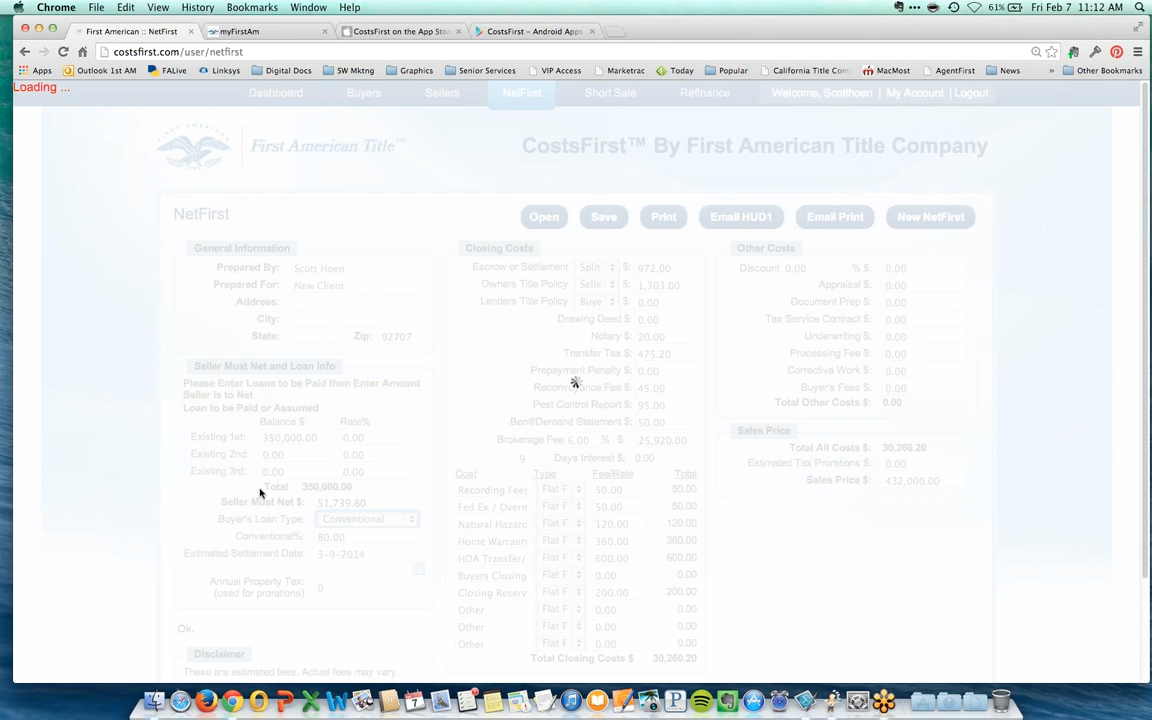 Chrome File Edit View History Bookmarks Window Help 61% Fri Feb 7 11:12 AM
First American :: NetFirst myFirstAm CostsFirst on the App Sto CostsFirst – Android Apps
costsfirst.com/user/netfirst
Apps Outlook 1st AM FALive Linksys Digital Docs SW Mktng Graphics Senior Services VIP Access Marketrac Today Popular California Title Com MacMost AgentFirst News » Other Bookmarks
Loading ...
Dashboard Buyers Sellers NetFirst Short Sale Refinance Welcome, Scotthoen | My Account | Logout
First American Title™ CostsFirst™ By First American Title Company
NetFirst Open Save Print Email HUD1 Email Print New NetFirst
General Information
Prepared By: Scott Hoen
Prepared For: New Client
Address:
City:
State: Zip: 92707
Seller Must Net and Loan Info
Please Enter Loans to be Paid then Enter Amount
Seller is to Net
Loan to be Paid or Assumed
Balance $ Rate%
Existing 1st: 350,000.00 0.00
Existing 2nd: 0.00 0.00
Existing 3rd: 0.00 0.00
Total 350,000.00
Seller Must Net $: 51,739.80
Buyer's Loan Type: Conventional
Conventional%: 80.00
Estimated Settlement Date: 3-9-2014
Annual Property Tax: 0
(used for prorations)
Ok.
Disclaimer
These are estimated fees. Actual fees may vary.
Closing Costs
Escrow or Settlement Split $: 972.00
Owners Title Policy Selle $: 1,303.00
Lenders Title Policy Buye $: 0.00
Drawing Deed $: 0.00
Notary $: 20.00
Transfer Tax $: 475.20
Prepayment Penalty $: 0.00
Reconveyance Fee $: 45.00
Pest Control Report $: 95.00
Benif/Demand Statement $: 50.00
Brokerage Fee 6.00 % $: 25,920.00
9 Days Interest $: 0.00
Cost Type Fee/Rate Total
Recording Fees Flat F 50.00 50.00
Fed Ex / Overn Flat F 50.00 50.00
Natural Hazard Flat F 120.00 120.00
Home Warranty Flat F 360.00 360.00
HOA Transfer/ Flat F 600.00 600.00
Buyers Closing Flat F 0.00 0.00
Closing Reserv Flat F 200.00 200.00
Other Flat F 0.00 0.00
Other Flat F 0.00 0.00
Other Flat F 0.00 0.00
Total Closing Costs $ 30,260.20
Other Costs
Discount 0.00 % $: 0.00
Appraisal $: 0.00
Document Prep $: 0.00
Tax Service Contract $: 0.00
Underwriting $: 0.00
Processing Fee $: 0.00
Corrective Work $: 0.00
Buyer's Fees $: 0.00
Total Other Costs $: 0.00
Sales Price
Total All Costs $: 30,260.20
Estimated Tax Prorations $: 0.00
Sales Price $: 432,000.00